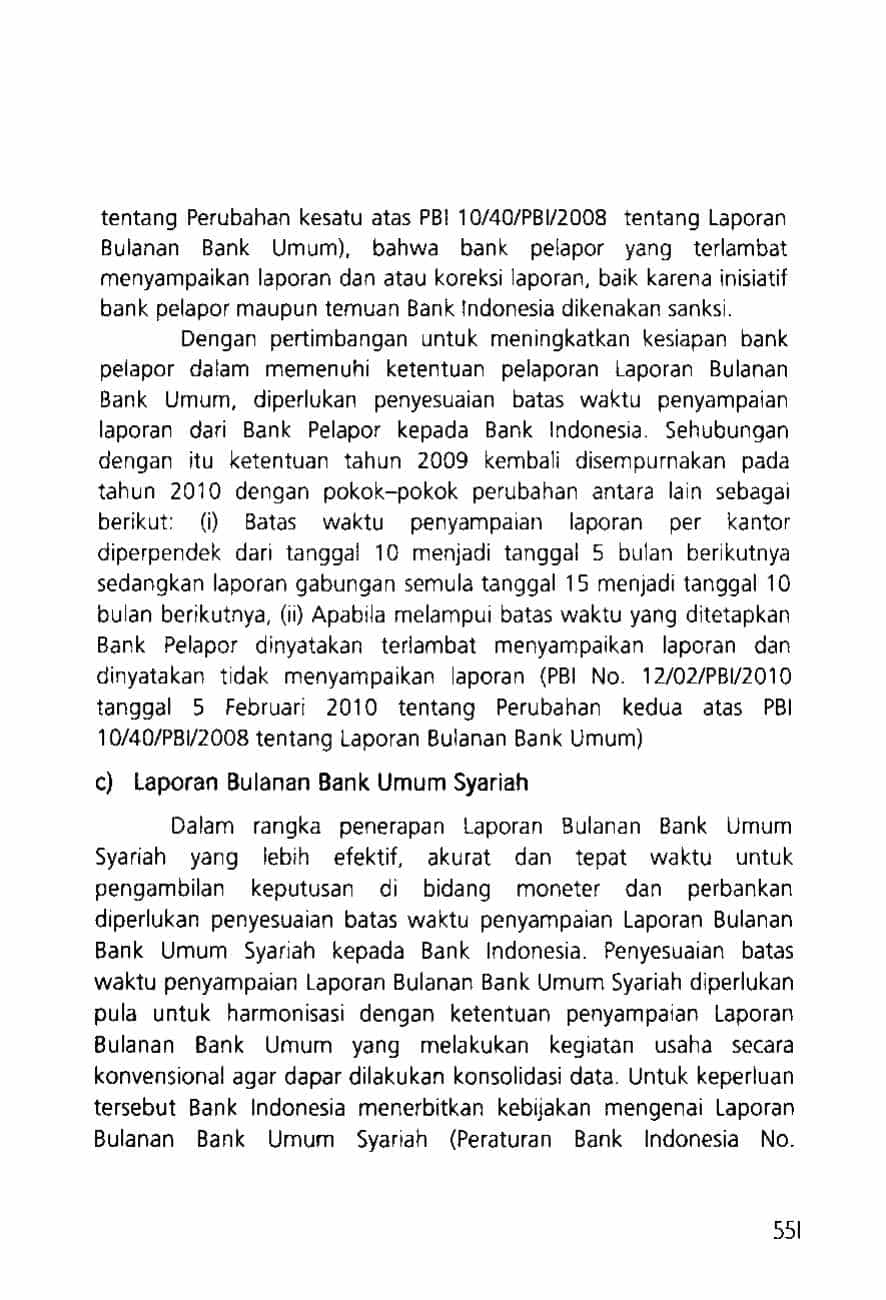 tentang Perubahan kesatu atas PBI 10/40/PBI/2008 tentang Laporan
Bulanan Bank Umum), bahwa bank pelapor yang terlambat
menyampaikan laporan dan atau koreksi laporan, baik karena inisiatif
bank pelapor maupun temuan Bank Indonesia dikenakan sanksi.
Dengan pertimbangan untuk meningkatkan kesiapan bank
pelapor dalam memenuhi ketentuan pelaporan Laporan Bulanan
Bank Umum, diperlukan penyesuaian batas waktu penyampaian
laporan dari Bank Pelapor kepada Bank Indonesia. Sehubungan
dengan itu ketentuan tahun 2009 kembali disempurnakan pada
tahun 2010 dengan pokok–pokok perubahan antara lain sebagai
berikut: (i) Batas waktu penyampaian laporan per kantor
diperpendek dari tanggal 10 menjadi tanggal 5 bulan berikutnya
sedangkan laporan gabungan semula tanggal 15 menjadi tanggal 10
bulan berikutnya, (ii) Apabila melampui batas waktu yang ditetapkan
Bank Pelapor dinyatakan terlambat menyampaikan laporan dan
dinyatakan tidak menyampaikan laporan (PBI No. 12/02/PBI/2010
tanggal 5 Februari 2010 tentang Perubahan kedua atas PBI
10/40/PBI/2008 tentang Laporan Bulanan Bank Umum)
c) Laporan Bulanan Bank Umum Syariah
Dalam rangka penerapan Laporan Bulanan Bank Umum
Syariah yang lebih efektif, akurat dan tepat waktu untuk
pengambilan keputusan di bidang moneter dan perbankan
diperlukan penyesuaian batas waktu penyampaian Laporan Bulanan
Bank Umum Syariah kepada Bank Indonesia. Penyesuaian batas
waktu penyampaian Laporan Bulanan Bank Umum Syariah diperlukan
pula untuk harmonisasi dengan ketentuan penyampaian Laporan
Bulanan Bank Umum yang melakukan kegiatan usaha secara
konvensional agar dapar dilakukan konsolidasi data. Untuk keperluan
tersebut Bank Indonesia menerbitkan kebijakan mengenai Laporan
Bulanan Bank Umum Syariah (Peraturan Bank Indonesia No.
551